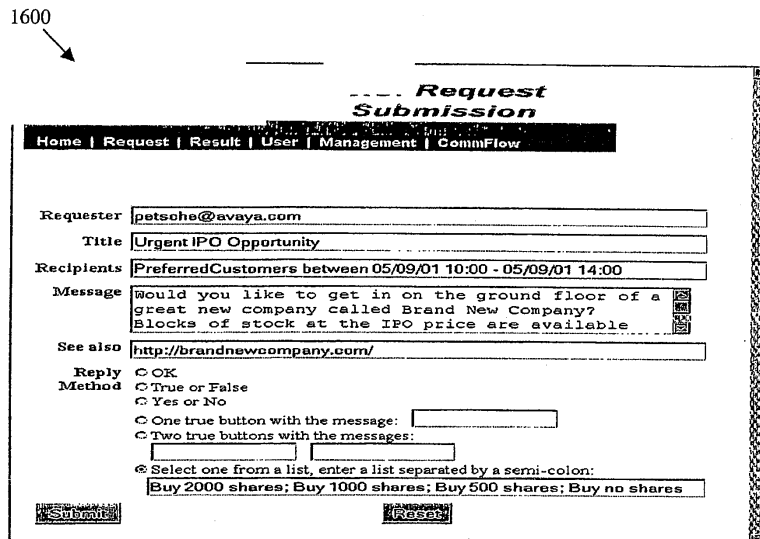 1600
Request
Submission
Home | Request | Result | User | Management | CommFlow
Requester petsche@avaya.com
Title Urgent IPO Opportunity
Recipients PreferredCustomers between 05/09/01 10:00 - 05/09/01 14:00
Message Would you like to get in on the ground floor of a
great new company called Brand New Company?
Blocks of stock at the IPO price are available
See also http://brandnewcompany.com/
Reply Method
OK
True or False
Yes or No
One true button with the message:
Two true buttons with the messages:
Select one from a list, enter a list separated by a semi-colon:
Buy 2000 shares; Buy 1000 shares; Buy 500 shares; Buy no shares
Submit Reset